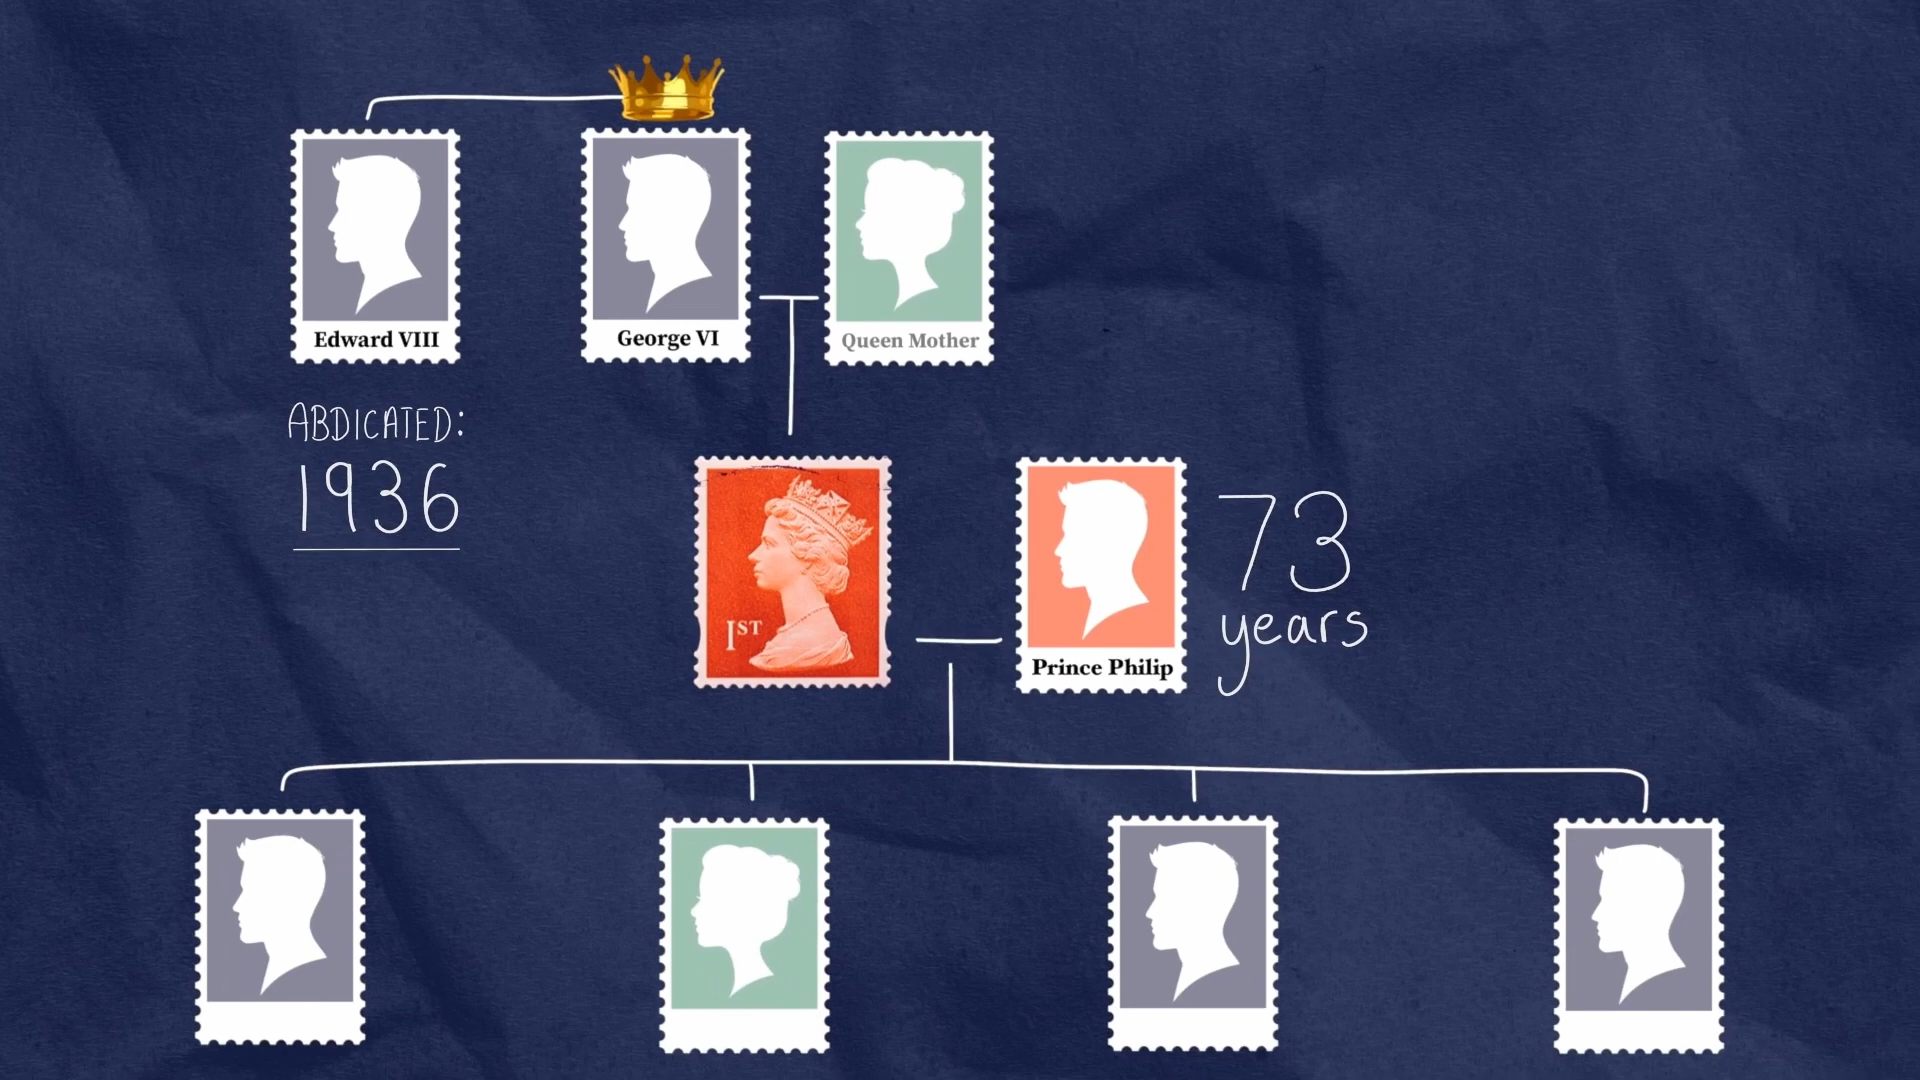 Edward VIII
George VI
Queen Mother
ABDICATED:
1936
1ST
Prince Philip
73
years